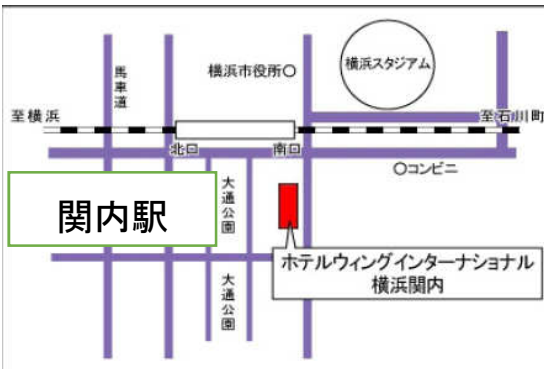 馬車道
横浜市役所○
横浜スタジアム
至横浜
至石川町
北口
南口
○コンビニ
関内駅
大通公園
ホテルウィングインターナショナル
横浜関内
大通公園